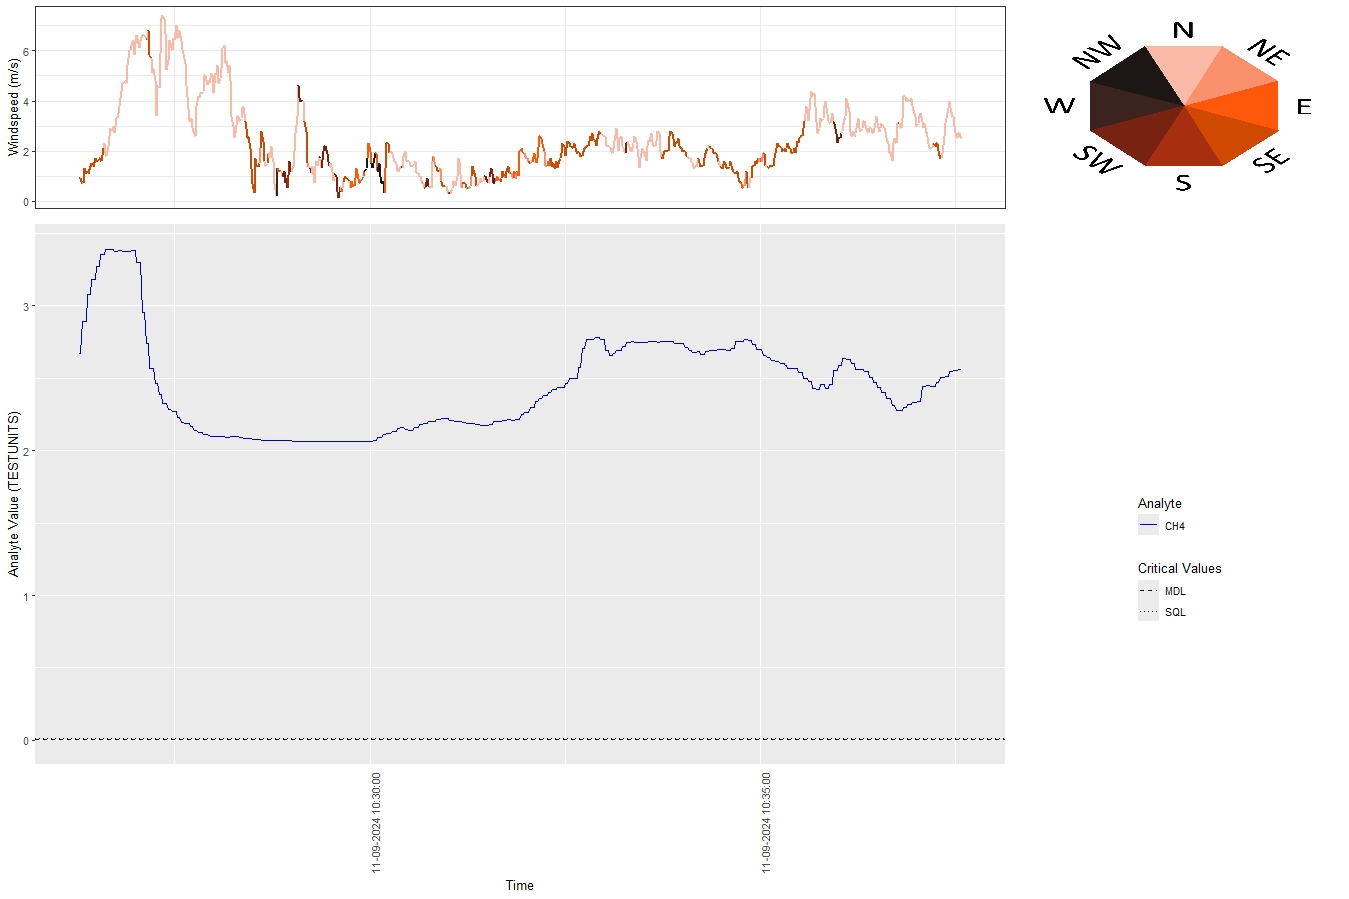 Windspeed (m/s)
6
4
2
0
N
NE
E
SE
S
SW
W
NW
Analyte Value (TESTUNITS)
3
2
1
0
11-09-2024 10:30:00
11-09-2024 10:35:00
Time
Analyte
CH4
Critical Values
MDL
SQL